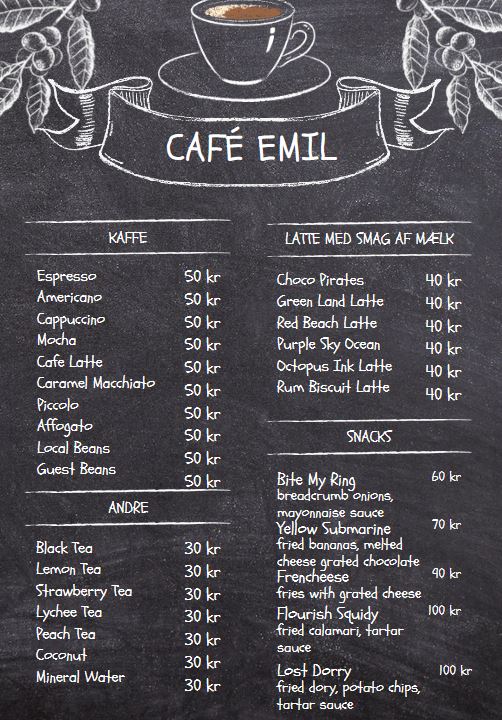 CAFÉ EMIL
KAFFE
Espresso 50 kr
Americano 50 kr
Cappuccino 50 kr
Mocha 50 kr
Cafe Latte 50 kr
Caramel Macchiato 50 kr
Piccolo 50 kr
Affogato 50 kr
Local Beans 50 kr
Guest Beans 50 kr
ANDRE
Black Tea 30 kr
Lemon Tea 30 kr
Strawberry Tea 30 kr
Lychee Tea 30 kr
Peach Tea 30 kr
Coconut 30 kr
Mineral Water 30 kr
LATTE MED SMAG AF MÆLK
Choco Pirates 40 kr
Green Land Latte 40 kr
Red Beach Latte 40 kr
Purple Sky Ocean 40 kr
Octopus Ink Latte 40 kr
Rum Biscuit Latte 40 kr
SNACKS
Bite My Ring 60 kr
breadcrumb onions,
mayonnaise sauce
Yellow Submarine 70 kr
fried bananas, melted
cheese grated chocolate
Frencheese 90 kr
fries with grated cheese
Flourish Squidy 100 kr
fried calamari, tartar
sauce
Lost Dorry 100 kr
fried dory, potato chips,
tartar sauce